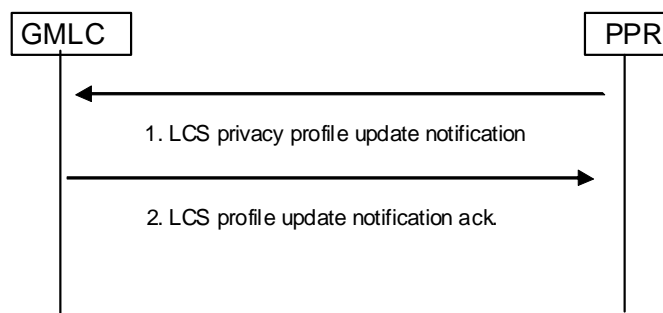 GMLC
PPR
1. LCS privacy profile update notification
2. LCS profile update notification ack.